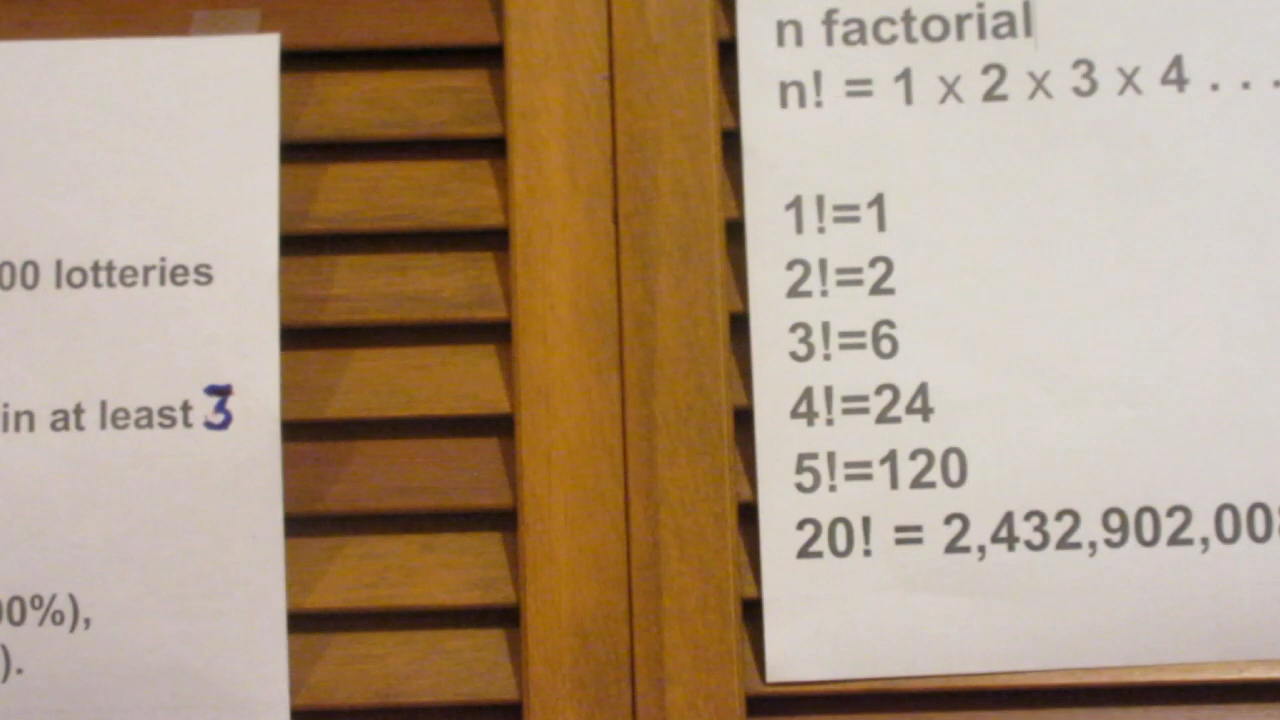 00 lotteries
in at least 3
00%),
).
n factorial
n! = 1 x 2 x 3 x 4 . . .
1!=1
2!=2
3!=6
4!=24
5!=120
20! = 2,432,902,008